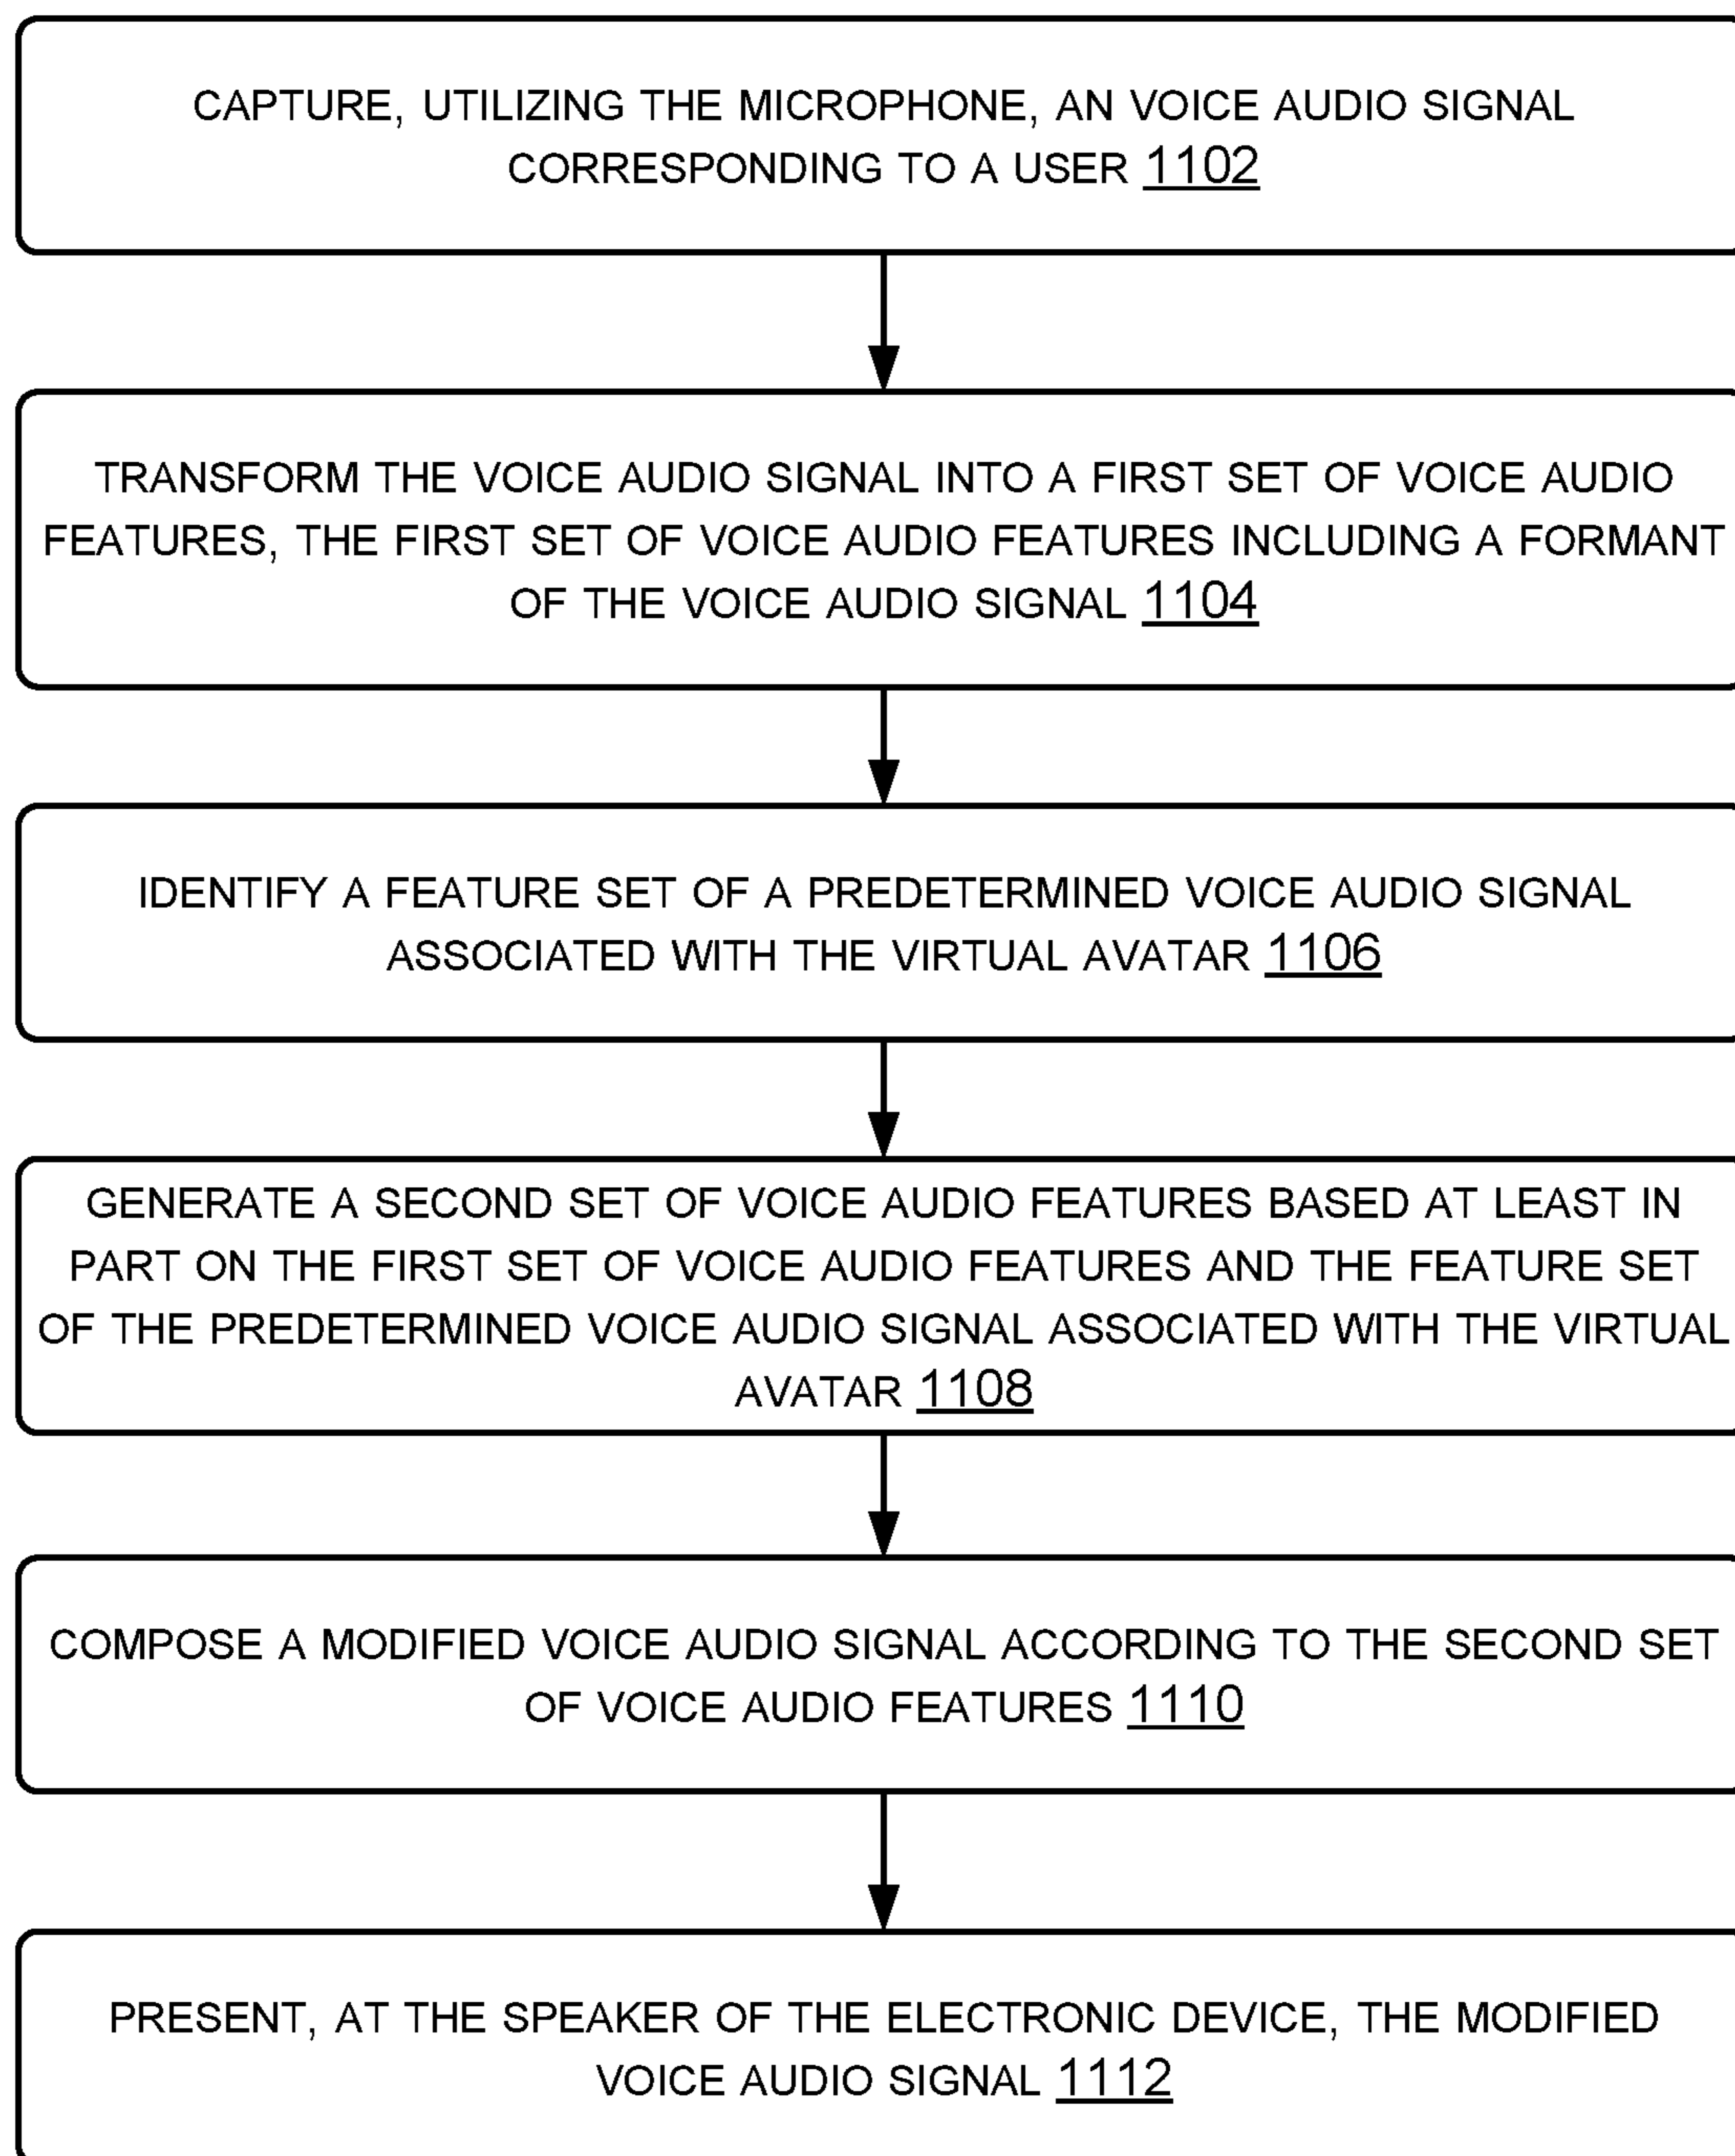 CAPTURE, UTILIZING THE MICROPHONE, AN VOICE AUDIO SIGNAL
CORRESPONDING TO A USER 1102
TRANSFORM THE VOICE AUDIO SIGNAL INTO A FIRST SET OF VOICE AUDIO
FEATURES, THE FIRST SET OF VOICE AUDIO FEATURES INCLUDING A FORMANT
OF THE VOICE AUDIO SIGNAL 1104
IDENTIFY A FEATURE SET OF A PREDETERMINED VOICE AUDIO SIGNAL
ASSOCIATED WITH THE VIRTUAL AVATAR 1106
GENERATE A SECOND SET OF VOICE AUDIO FEATURES BASED AT LEAST IN
PART ON THE FIRST SET OF VOICE AUDIO FEATURES AND THE FEATURE SET
OF THE PREDETERMINED VOICE AUDIO SIGNAL ASSOCIATED WITH THE VIRTUAL
AVATAR 1108
COMPOSE A MODIFIED VOICE AUDIO SIGNAL ACCORDING TO THE SECOND SET
OF VOICE AUDIO FEATURES 1110
PRESENT, AT THE SPEAKER OF THE ELECTRONIC DEVICE, THE MODIFIED
VOICE AUDIO SIGNAL 1112